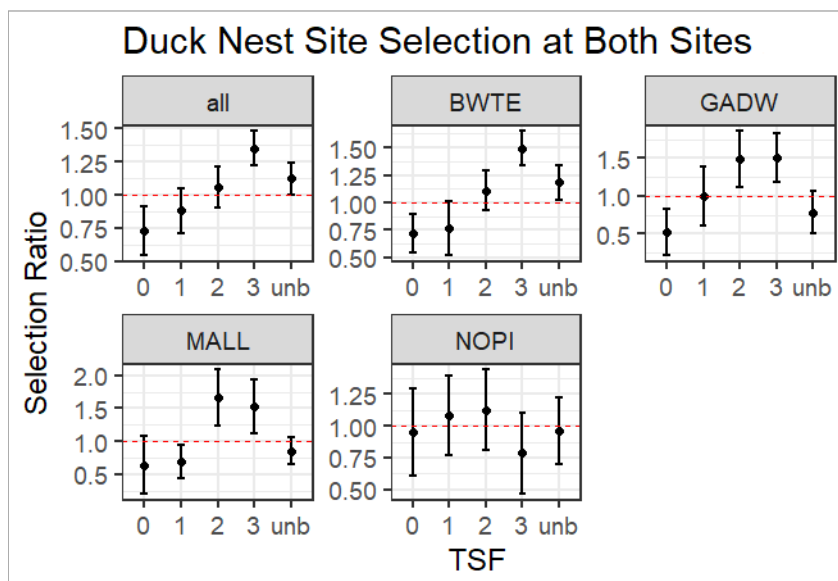 Duck Nest Site Selection at Both Sites
all
BWTE
GADW
1.50
1.25
1.00
0.75
0.50
0 1 2 3 unb
1.50
1.25
1.00
0.75
0.50
0 1 2 3 unb
1.5
1.0
0.5
0 1 2 3 unb
Selection Ratio
MALL
NOPI
2.0
1.5
1.0
0.5
0 1 2 3 unb
1.25
1.00
0.75
0.50
0 1 2 3 unb
TSF